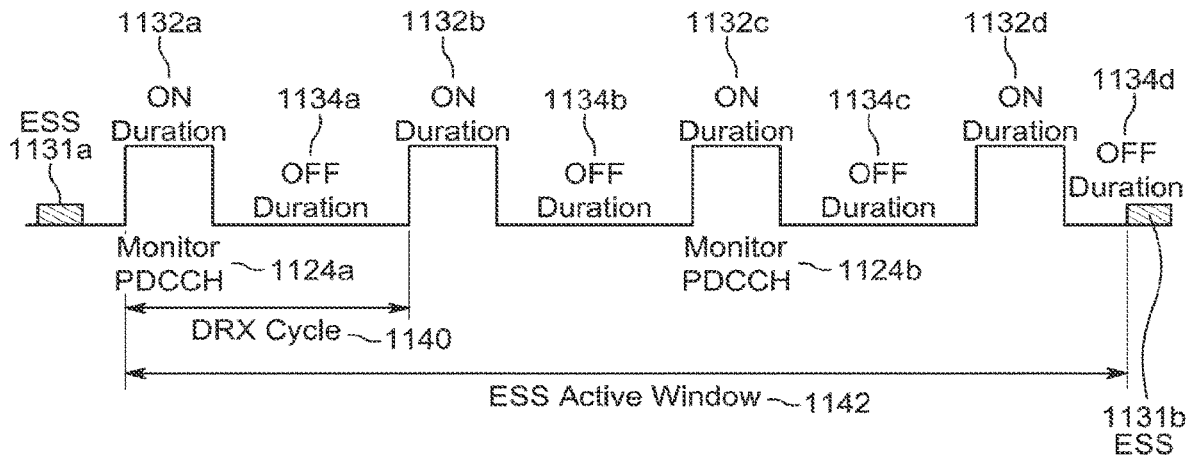 1132a
1132b
1132c
1132d
ON
Duration
ON
Duration
ON
Duration
ON
Duration
ESS
1131a
1134a
OFF
Duration
1134b
OFF
Duration
1134c
OFF
Duration
1134d
OFF
Duration
Monitor
PDCCH
1124a
Monitor
PDCCH
1124b
DRX Cycle
1140
ESS Active Window
1142
1131b
ESS